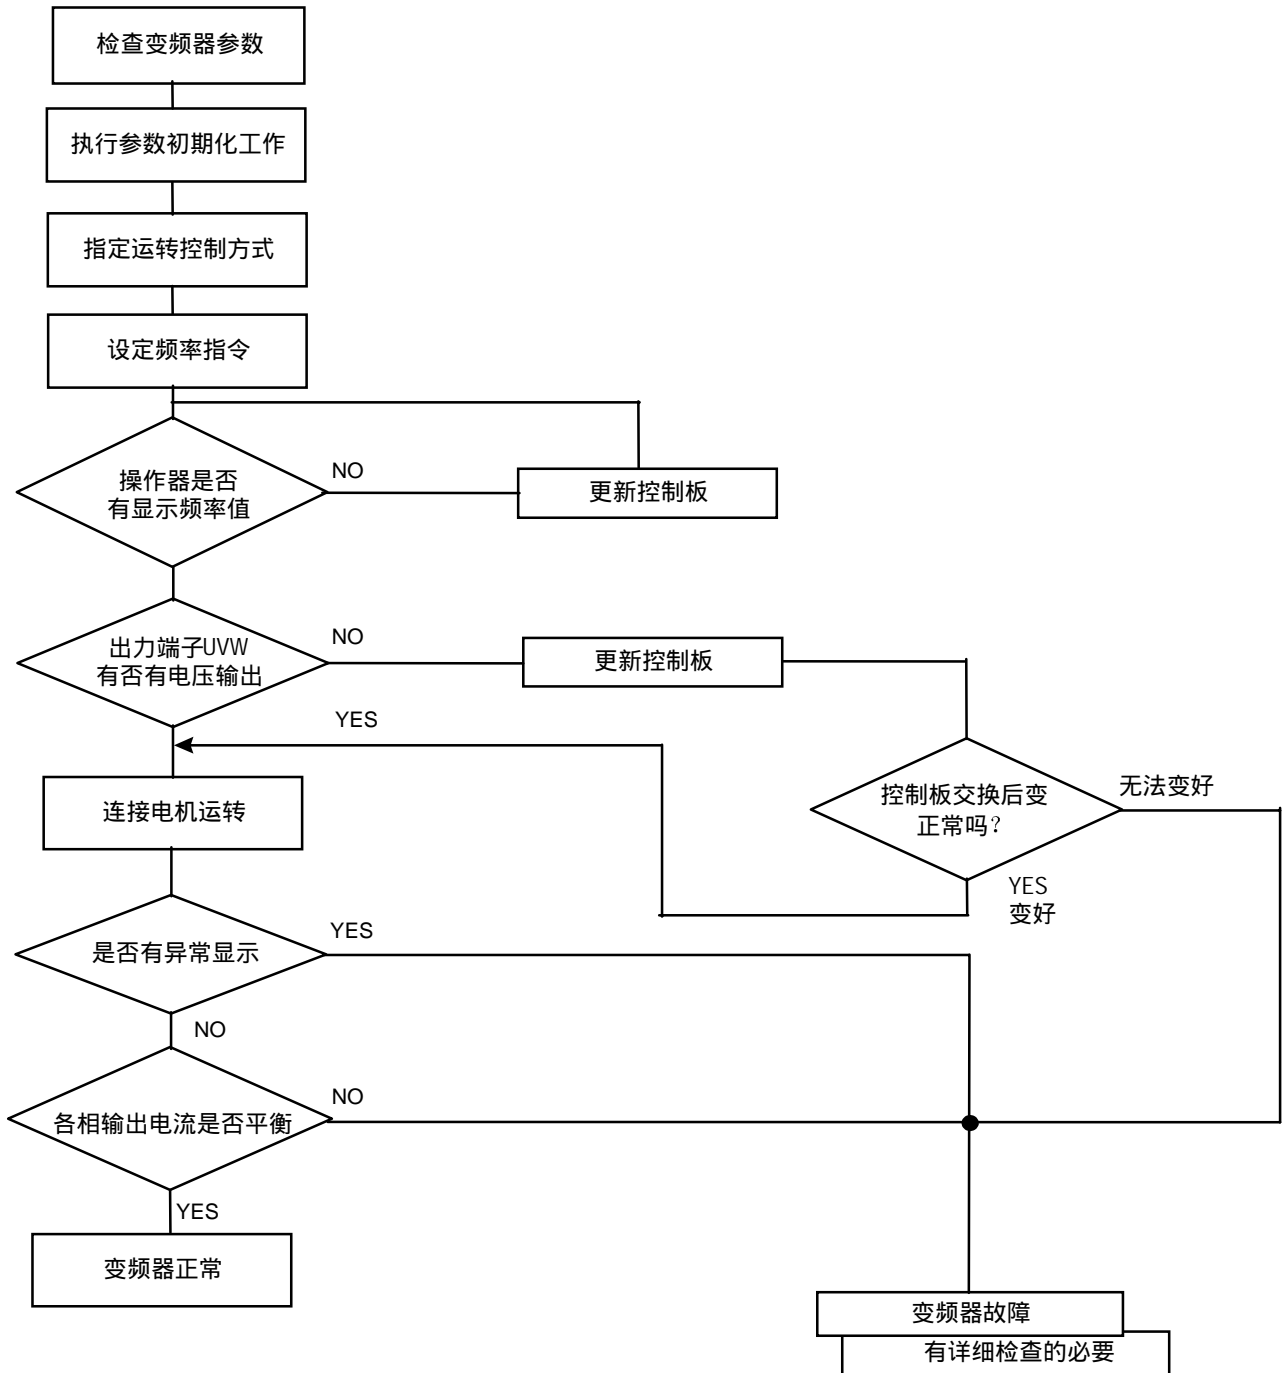 检查变频器参数
执行参数初期化工作
指定运转控制方式
设定频率指令
操作器是否
有显示频率值
NO
更新控制板
出力端子UVW
有否有电压输出
NO
更新控制板
YES
控制板交换后变
正常吗?
无法变好
YES
变好
连接电机运转
是否有异常显示
YES
NO
各相输出电流是否平衡
NO
YES
变频器正常
变频器故障
有详细检查的必要